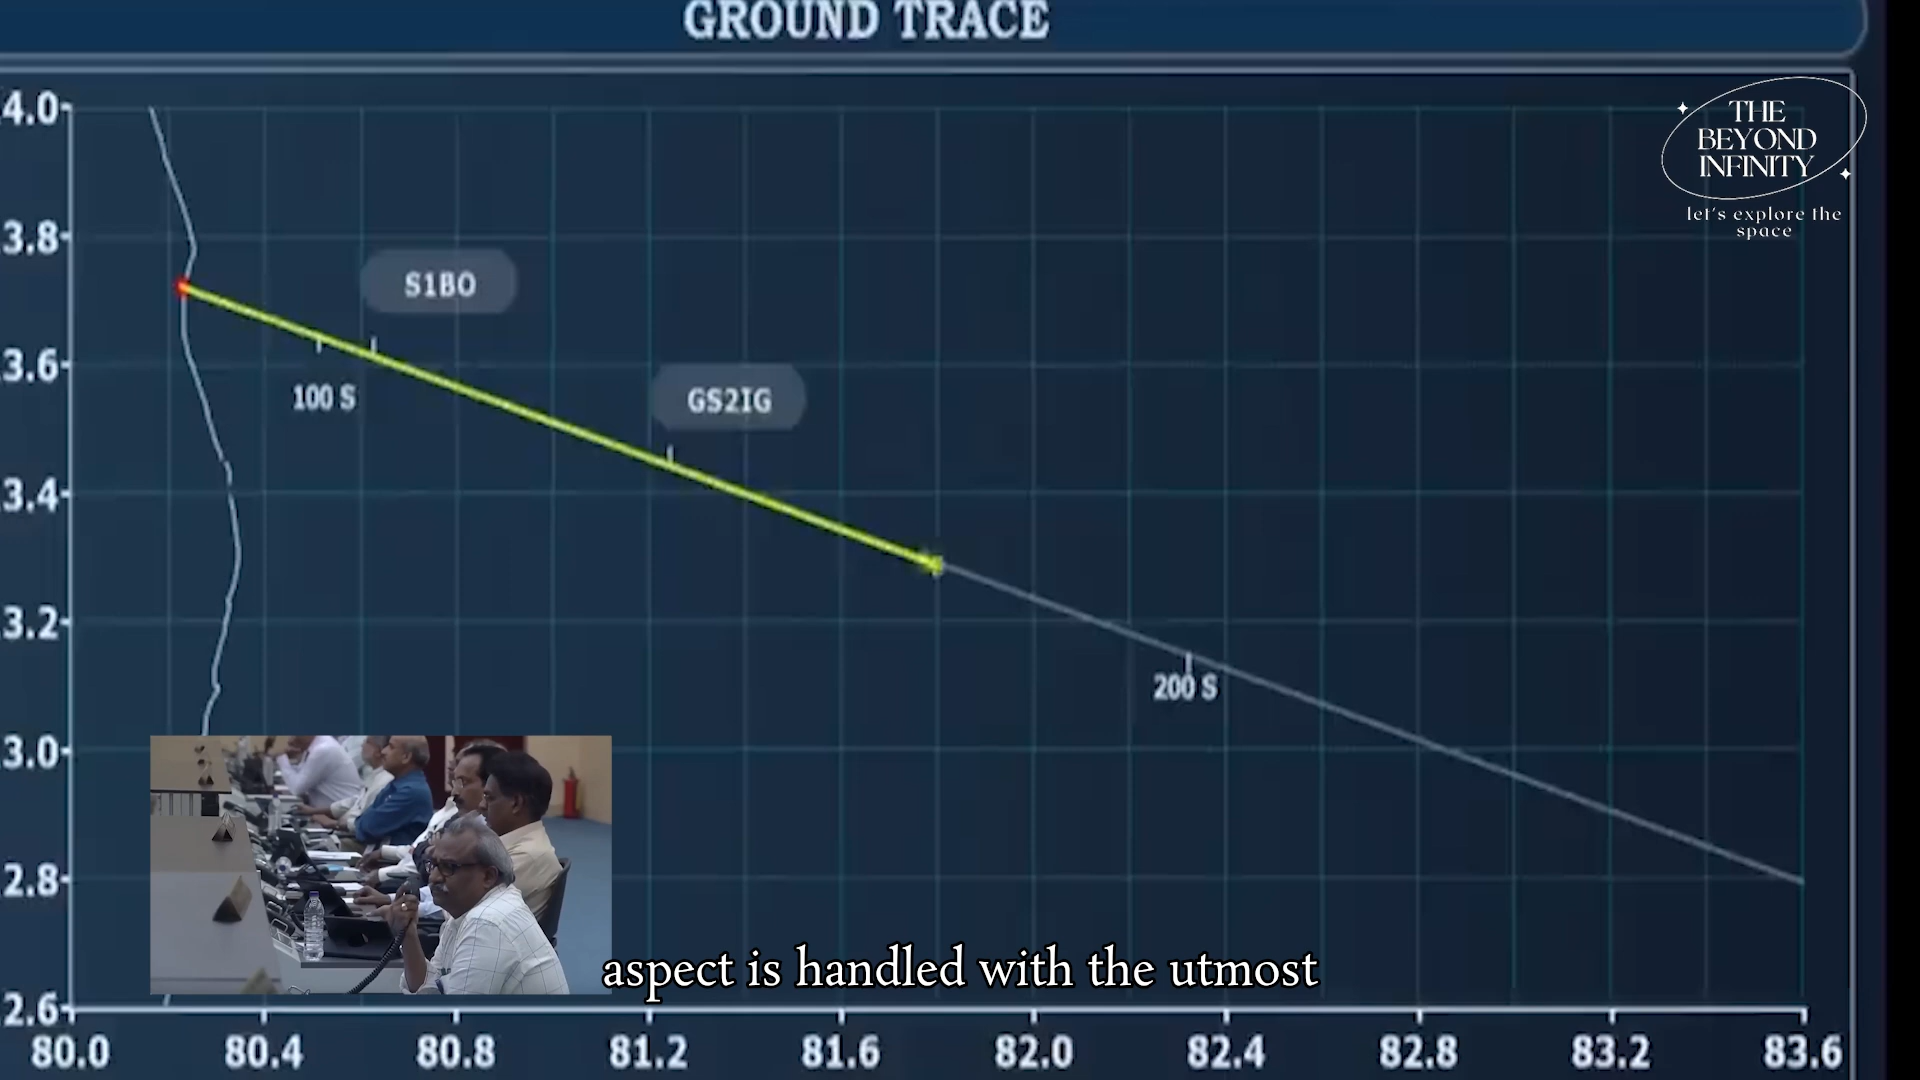 GROUND TRACE
4.0
THE
BEYOND
INFINITY
let's explore the
space
3.8
S1BO
3.6
100 S
GS2IG
3.4
3.2
200 S
3.0
2.8
aspect is handled with the utmost
2.6
80.0 80.4 80.8 81.2 81.6 82.0 82.4 82.8 83.2 83.6